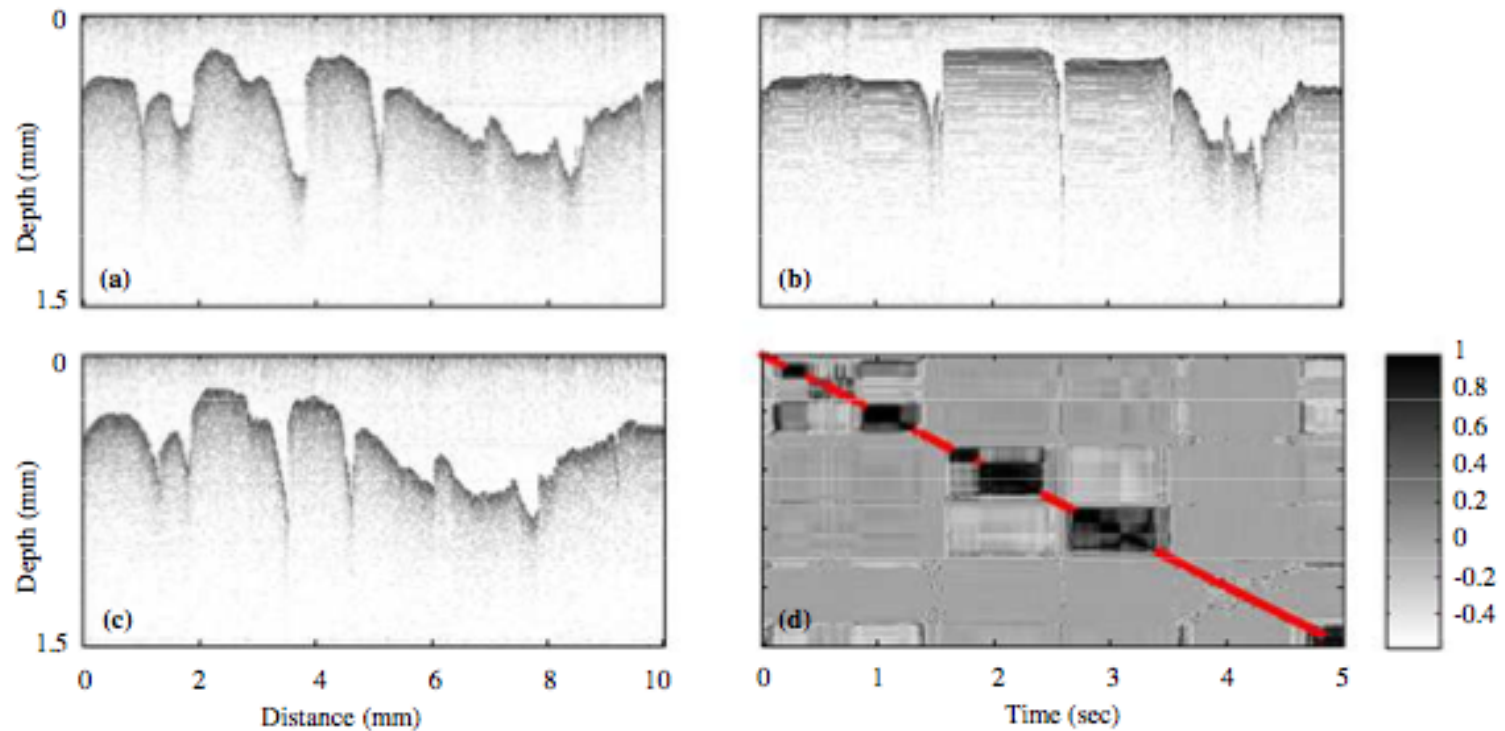 0
Depth (mm)
1.5
(a)
(b)
0
Depth (mm)
1.5
(c)
0 2 4 6 8 10
Distance (mm)
(d)
0 1 2 3 4 5
Time (sec)
1
0.8
0.6
0.4
0.2
0
-0.2
-0.4